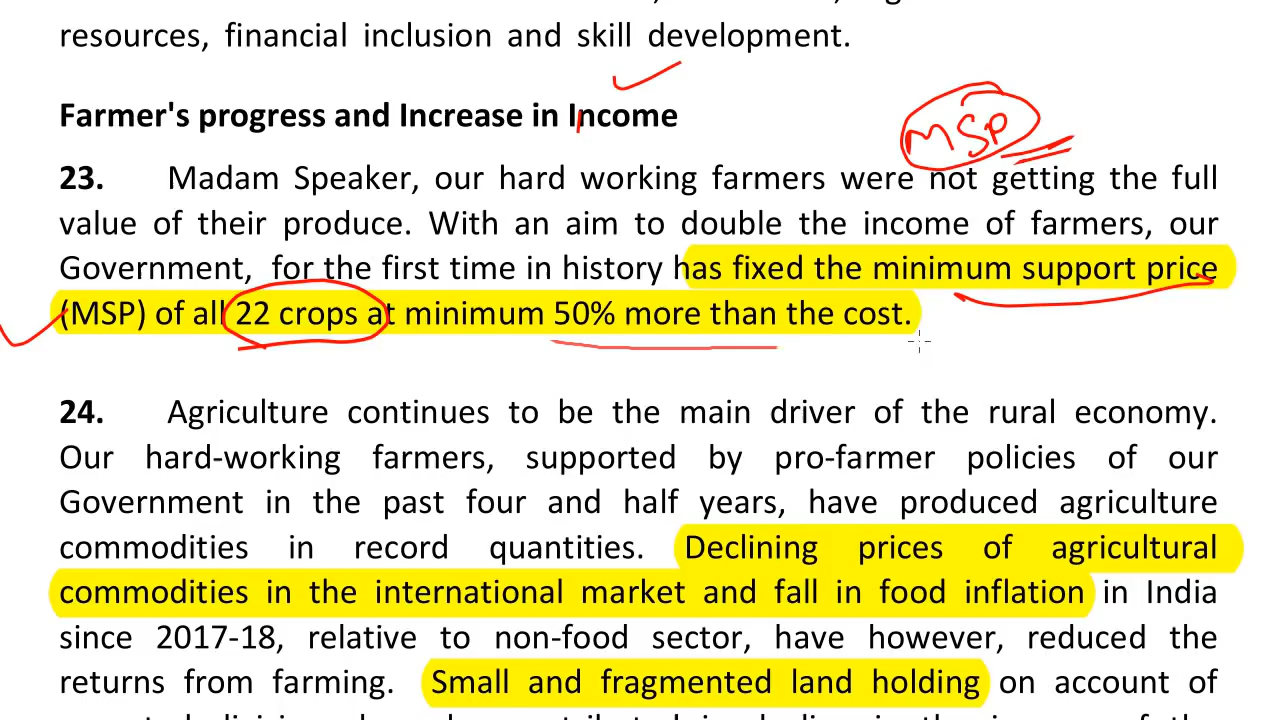 resources, financial inclusion and skill development.
Farmer's progress and Increase in Income
MSP
23. Madam Speaker, our hard working farmers were not getting the full
value of their produce. With an aim to double the income of farmers, our
Government, for the first time in history has fixed the minimum support price
(MSP) of all 22 crops at minimum 50% more than the cost.
24. Agriculture continues to be the main driver of the rural economy.
Our hard-working farmers, supported by pro-farmer policies of our
Government in the past four and half years, have produced agriculture
commodities in record quantities. Declining prices of agricultural
commodities in the international market and fall in food inflation in India
since 2017-18, relative to non-food sector, have however, reduced the
returns from farming. Small and fragmented land holding on account of